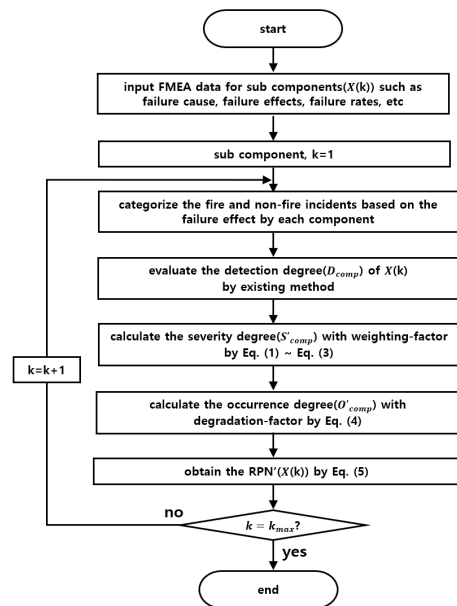 start
input FMEA data for sub components(X(k)) such as
failure cause, failure effects, failure rates, etc
sub component, k=1
categorize the fire and non-fire incidents based on the
failure effect by each component
evaluate the detection degree(D_comp) of X(k)
by existing method
calculate the severity degree(S'_comp) with weighting-factor
by Eq. (1) ~ Eq. (3)
k=k+1
calculate the occurrence degree(O'_comp) with
degradation-factor by Eq. (4)
obtain the RPN'(X(k)) by Eq. (5)
no
k = k_max?
yes
end